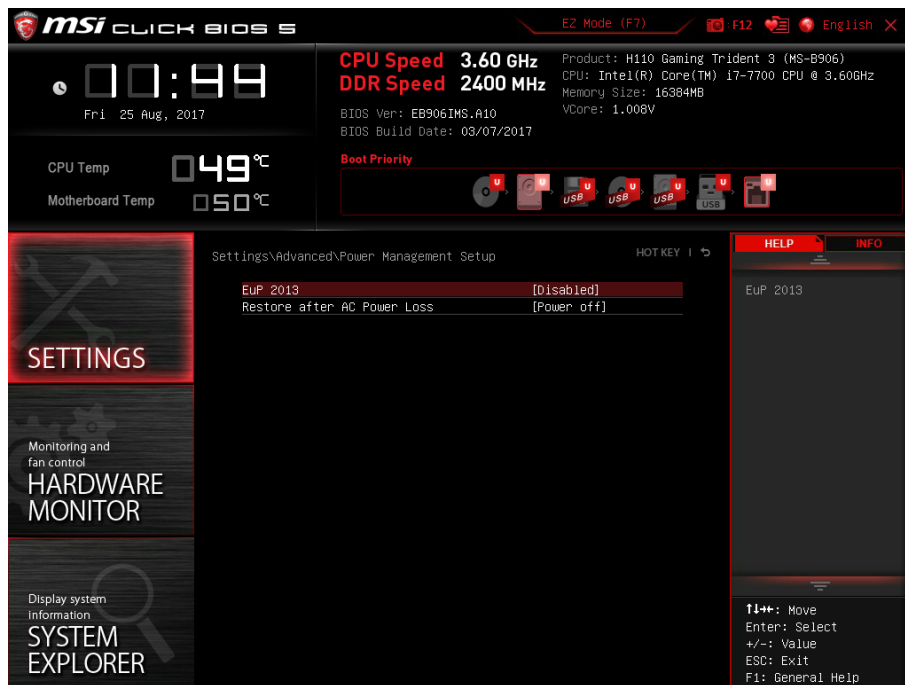 msi CLICK BIOS 5
EZ Mode (F7)
F12
English
11:44
Fri 25 Aug, 2017
CPU Speed 3.60 GHz
DDR Speed 2400 MHz
BIOS Ver: EB906IMS.A10
BIOS Build Date: 03/07/2017
Product: H110 Gaming Trident 3 (MS-B906)
CPU: Intel(R) Core(TM) i7-7700 CPU @ 3.60GHz
Memory Size: 16384MB
VCore: 1.008V
CPU Temp 49°C
Motherboard Temp 50°C
Boot Priority
U U USB U USB U USB U USB U U
SETTINGS
Monitoring and
fan control
HARDWARE
MONITOR
Display system
information
SYSTEM
EXPLORER
Settings\Advanced\Power Management Setup
HOT KEY |
EuP 2013 [Disabled]
Restore after AC Power Loss [Power off]
HELP INFO
EuP 2013
↑↓→←: Move
Enter: Select
+/-: Value
ESC: Exit
F1: General Help